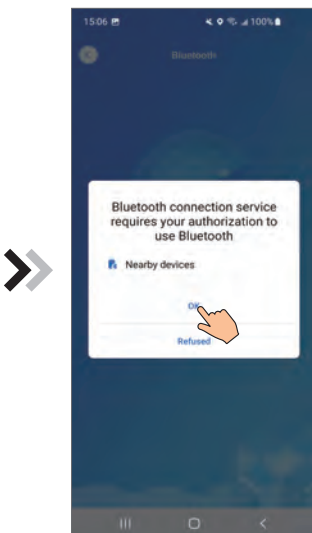 15:06 100%
Bluetooth
Bluetooth connection service
requires your authorization to
use Bluetooth
Nearby devices
OK
Refused